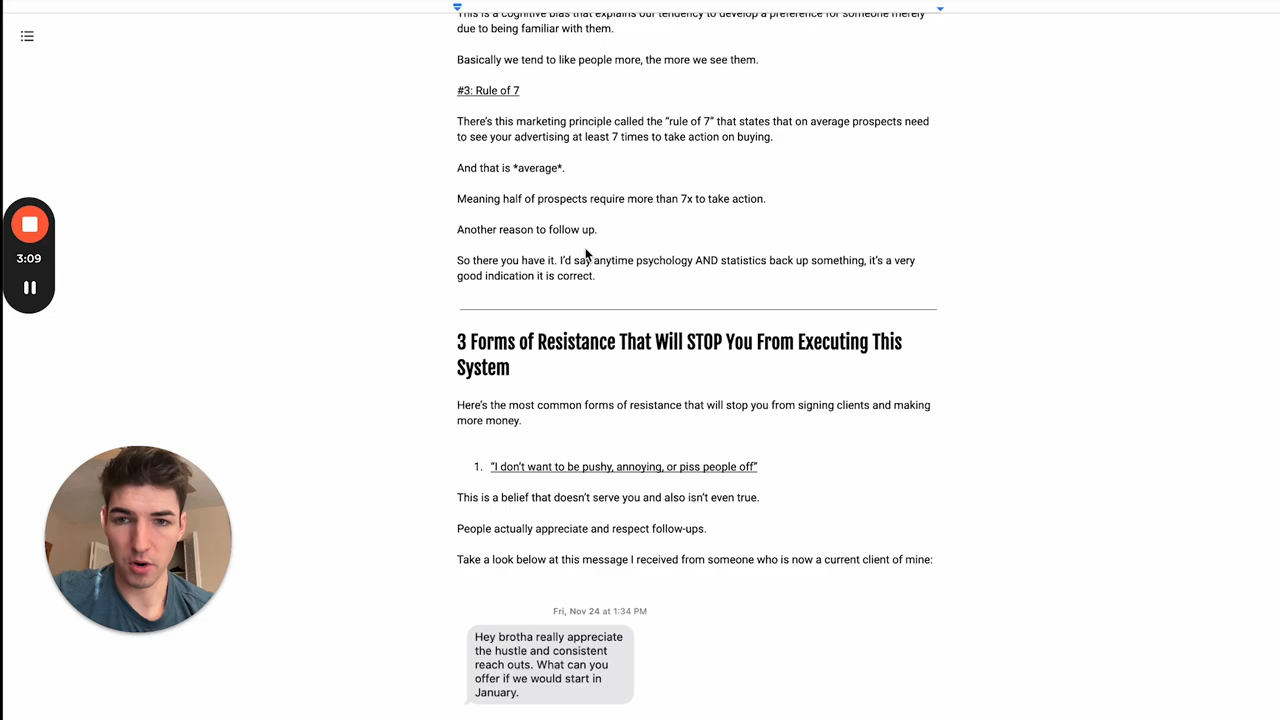 This is a cognitive bias that explains our tendency to develop a preference for someone merely
due to being familiar with them.
Basically we tend to like people more, the more we see them.
#3: Rule of 7
There's this marketing principle called the “rule of 7” that states that on average prospects need
to see your advertising at least 7 times to take action on buying.
And that is *average*.
Meaning half of prospects require more than 7x to take action.
Another reason to follow up.
So there you have it. I'd say anytime psychology AND statistics back up something, it's a very
good indication it is correct.
3:09
3 Forms of Resistance That Will STOP You From Executing This
System
Here's the most common forms of resistance that will stop you from signing clients and making
more money.
1. “I don't want to be pushy, annoying, or piss people off”
This is a belief that doesn't serve you and also isn't even true.
People actually appreciate and respect follow-ups.
Take a look below at this message I received from someone who is now a current client of mine:
Fri, Nov 24 at 1:34 PM
Hey brotha really appreciate
the hustle and consistent
reach outs. What can you
offer if we would start in
January.